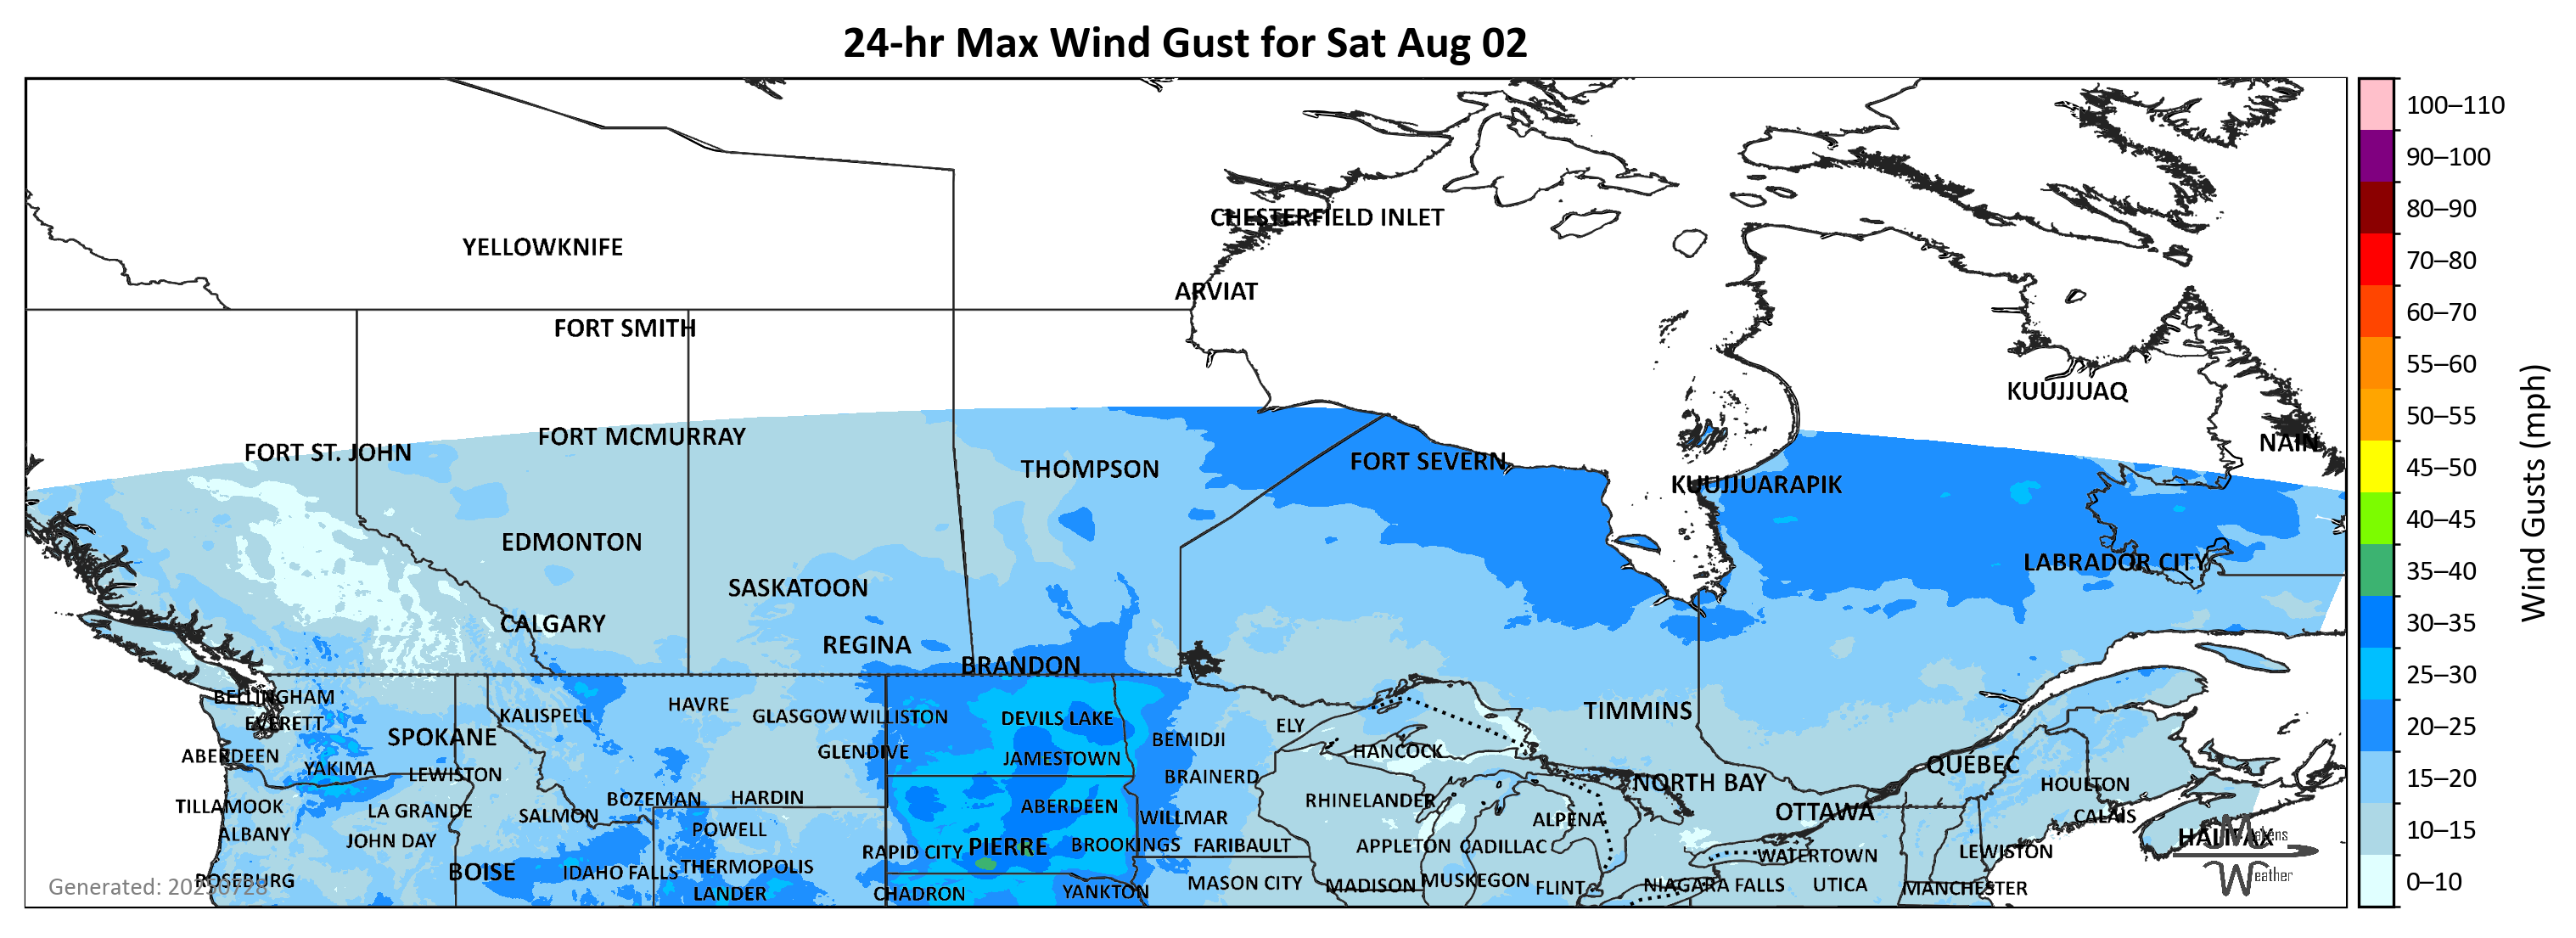 24-hr Max Wind Gust for Sat Aug 02
100–110
90–100
80–90
CHESTERFIELD INLET
YELLOWKNIFE
70–80
ARVIAT
60–70
FORT SMITH
55–60
KUUJJUAQ
50–55
FORT MCMURRAY
NAIN
FORT ST. JOHN
FORT SEVERN
THOMPSON
45–50
KUUJJUARAPIK
40–45
EDMONTON
LABRADOR CITY
35–40
SASKATOON
CALGARY
30–35
REGINA
BRANDON
25–30
Wind Gusts (mph)
BELLINGHAM
HAVRE
TIMMINS
KALISPELL
GLASGOW
WILLISTON
DEVILS LAKE
EVERETT
ELY
20–25
SPOKANE
BEMIDJI
GLENDIVE
HANCOCK
ABERDEEN
JAMESTOWN
QUÉBEC
YAKIMA
LEWISTON
BRAINERD
15–20
NORTH BAY
HOULTON
BOZEMAN
HARDIN
RHINELANDER
TILLAMOOK
ABERDEEN
LA GRANDE
OTTAWA
SALMON
CALAIS
WILLMAR
ALPENA
10–15
POWELL
ALBANY
HALIFAX
Makens
Weather
JOHN DAY
PIERRE
BROOKINGS
FARIBAULT
APPLETON
CADILLAC
RAPID CITY
LEWISTON
WATERTOWN
THERMOPOLIS
BOISE
IDAHO FALLS
ROSEBURG
0–10
MUSKEGON
MASON CITY
MADISON
NIAGARA FALLS
UTICA
Generated: 20250728
FLINT
MANCHESTER
YANKTON
LANDER
CHADRON